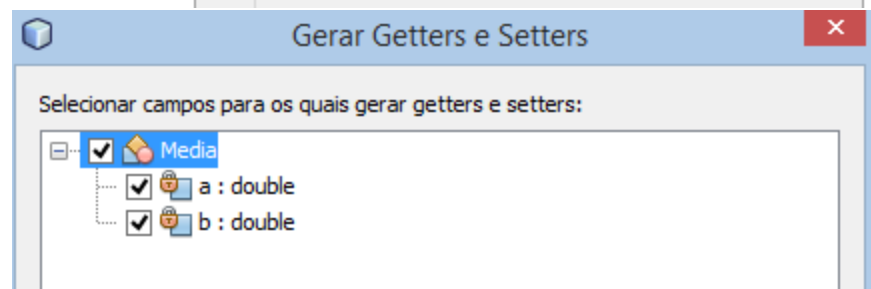 Gerar Getters e Setters
Selecionar campos para os quais gerar getters e setters:
Media
a : double
b : double